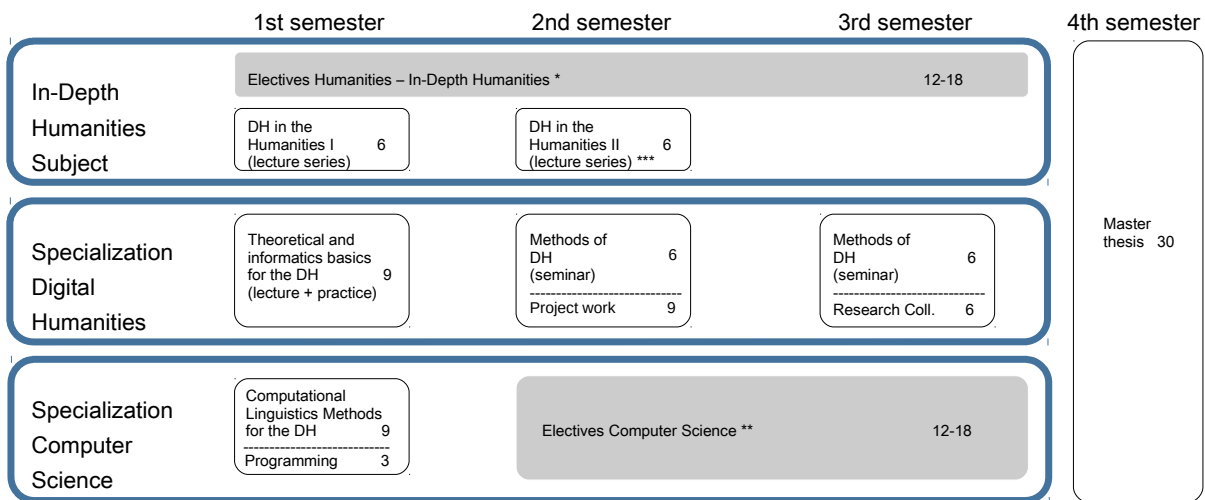 1st semester
2nd semester
3rd semester
4th semester
In-Depth
Humanities
Subject
Electives Humanities – In-Depth Humanities * 12-18
DH in the
Humanities I 6
(lecture series)
DH in the
Humanities II 6
(lecture series) ***
Specialization
Digital
Humanities
Theoretical and
informatics basics
for the DH 9
(lecture + practice)
Methods of
DH 6
(seminar)
-----------------------------
Project work 9
Methods of
DH 6
(seminar)
-----------------------------
Research Coll. 6
Specialization
Computer
Science
Computational
Linguistics Methods
for the DH 9
----------------------------
Programming 3
Electives Computer Science ** 12-18
Master
thesis 30